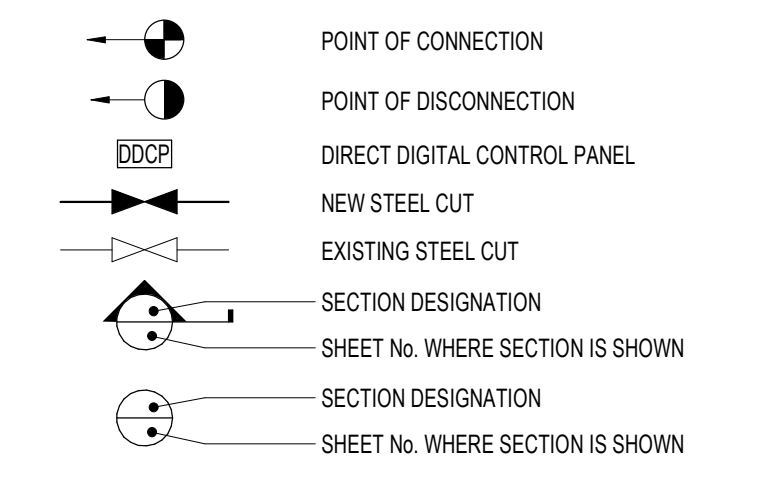 POINT OF CONNECTION
POINT OF DISCONNECTION
DDCP DIRECT DIGITAL CONTROL PANEL
NEW STEEL CUT
EXISTING STEEL CUT
SECTION DESIGNATION
SHEET No. WHERE SECTION IS SHOWN
SECTION DESIGNATION
SHEET No. WHERE SECTION IS SHOWN